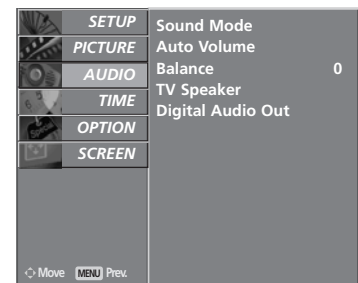 SETUP
PICTURE
AUDIO
TIME
OPTION
SCREEN
Sound Mode
Auto Volume
Balance 0
TV Speaker
Digital Audio Out
Move MENU Prev.